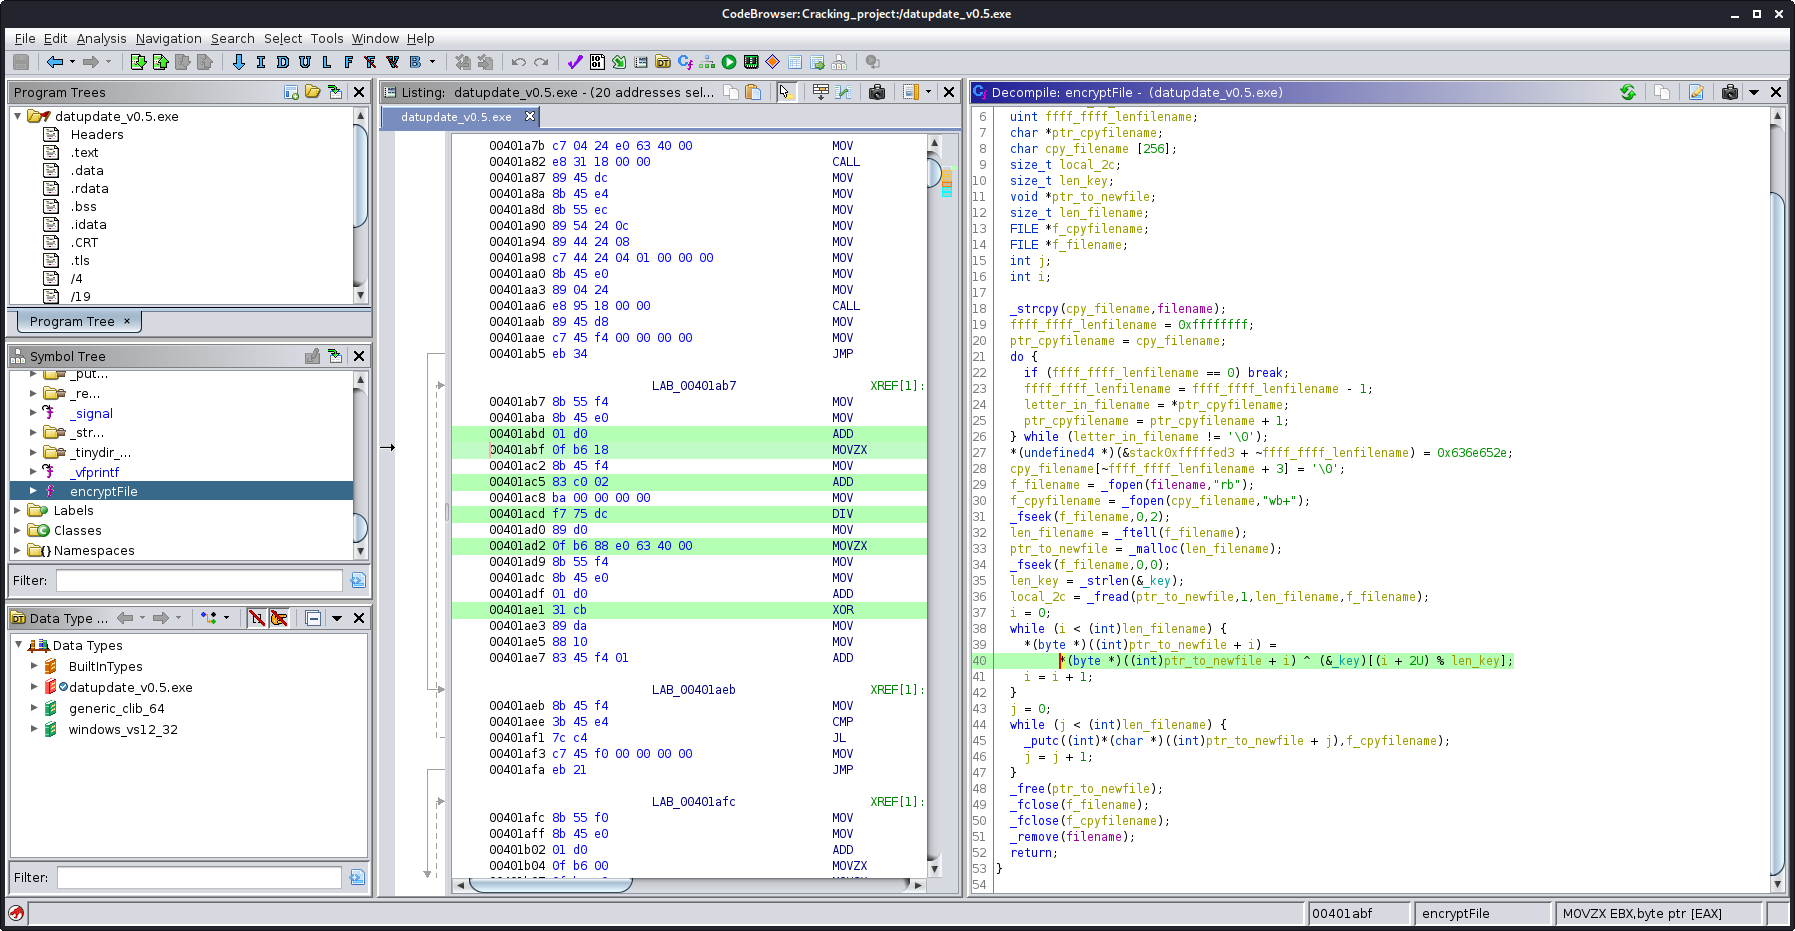 CodeBrowser: Cracking_project:/datupdate_v0.5.exe
File Edit Analysis Navigation Search Select Tools Window Help
I D U L F B
Program Trees
datupdate_v0.5.exe
Headers
.text
.data
.rdata
.bss
.idata
.CRT
.tls
/4
/19
Program Tree ×
Symbol Tree
_put...
_re...
_signal
_str...
_tinydir_...
_vfprintf
encryptFile
Labels
Classes
Namespaces
Filter:
Data Type ...
Data Types
BuiltInTypes
datupdate_v0.5.exe
generic_clib_64
windows_vs12_32
Filter:
Listing: datupdate_v0.5.exe - (20 addresses sel...
datupdate_v0.5.exe
00401a7b c7 04 24 e0 63 40 00 MOV
00401a82 e8 31 18 00 00 CALL
00401a87 89 45 dc MOV
00401a8a 8b 45 e4 MOV
00401a8d 8b 55 ec MOV
00401a90 89 54 24 0c MOV
00401a94 89 44 24 08 MOV
00401a98 c7 44 24 04 01 00 00 00 MOV
00401aa0 8b 45 e0 MOV
00401aa3 89 04 24 MOV
00401aa6 e8 95 18 00 00 CALL
00401aab 89 45 d8 MOV
00401aae c7 45 f4 00 00 00 00 MOV
00401ab5 eb 34 JMP
LAB_00401ab7 XREF[1]:
00401ab7 8b 55 f4 MOV
00401aba 8b 45 e0 MOV
00401abd 01 d0 ADD
00401abf 0f b6 18 MOVZX
00401ac2 8b 45 f4 MOV
00401ac5 83 c0 02 ADD
00401ac8 ba 00 00 00 00 MOV
00401acd f7 75 dc DIV
00401ad0 89 d0 MOV
00401ad2 0f b6 88 e0 63 40 00 MOVZX
00401ad9 8b 55 f4 MOV
00401adc 8b 45 e0 MOV
00401adf 01 d0 ADD
00401ae1 31 cb XOR
00401ae3 89 da MOV
00401ae5 88 10 MOV
00401ae7 83 45 f4 01 ADD
LAB_00401aeb XREF[1]:
00401aeb 8b 45 f4 MOV
00401aee 3b 45 e4 CMP
00401af1 7c c4 JL
00401af3 c7 45 f0 00 00 00 00 MOV
00401afa eb 21 JMP
LAB_00401afc XREF[1]:
00401afc 8b 55 f0 MOV
00401aff 8b 45 e0 MOV
00401b02 01 d0 ADD
00401b04 0f b6 00 MOVZX
Decompile: encryptFile - (datupdate_v0.5.exe)
6 uint ffff_ffff_lenfilename;
7 char *ptr_cpyfilename;
8 char cpy_filename [256];
9 size_t local_2c;
10 size_t len_key;
11 void *ptr_to_newfile;
12 size_t len_filename;
13 FILE *f_cpyfilename;
14 FILE *f_filename;
15 int j;
16 int i;
17
18 _strcpy(cpy_filename,filename);
19 ffff_ffff_lenfilename = 0xffffffff;
20 ptr_cpyfilename = cpy_filename;
21 do {
22 if (ffff_ffff_lenfilename == 0) break;
23 ffff_ffff_lenfilename = ffff_ffff_lenfilename - 1;
24 letter_in_filename = *ptr_cpyfilename;
25 ptr_cpyfilename = ptr_cpyfilename + 1;
26 } while (letter_in_filename != '\0');
27 *(undefined4 *)(&stack0xfffffed3 + ~ffff_ffff_lenfilename) = 0x636e652e;
28 cpy_filename[~ffff_ffff_lenfilename + 3] = '\0';
29 f_filename = _fopen(filename,"rb");
30 f_cpyfilename = _fopen(cpy_filename,"wb+");
31 _fseek(f_filename,0,2);
32 len_filename = _ftell(f_filename);
33 ptr_to_newfile = _malloc(len_filename);
34 _fseek(f_filename,0,0);
35 len_key = _strlen(&_key);
36 local_2c = _fread(ptr_to_newfile,1,len_filename,f_filename);
37 i = 0;
38 while (i < (int)len_filename) {
39 *(byte *)((int)ptr_to_newfile + i) =
40 *(byte *)((int)ptr_to_newfile + i) ^ (&_key)[(i + 2U) % len_key];
41 i = i + 1;
42 }
43 j = 0;
44 while (j < (int)len_filename) {
45 _putc((int)*(char *)((int)ptr_to_newfile + j),f_cpyfilename);
46 j = j + 1;
47 }
48 _free(ptr_to_newfile);
49 _fclose(f_filename);
50 _fclose(f_cpyfilename);
51 _remove(filename);
52 return;
53 }
54
00401abf
encryptFile
MOVZX EBX,byte ptr [EAX]